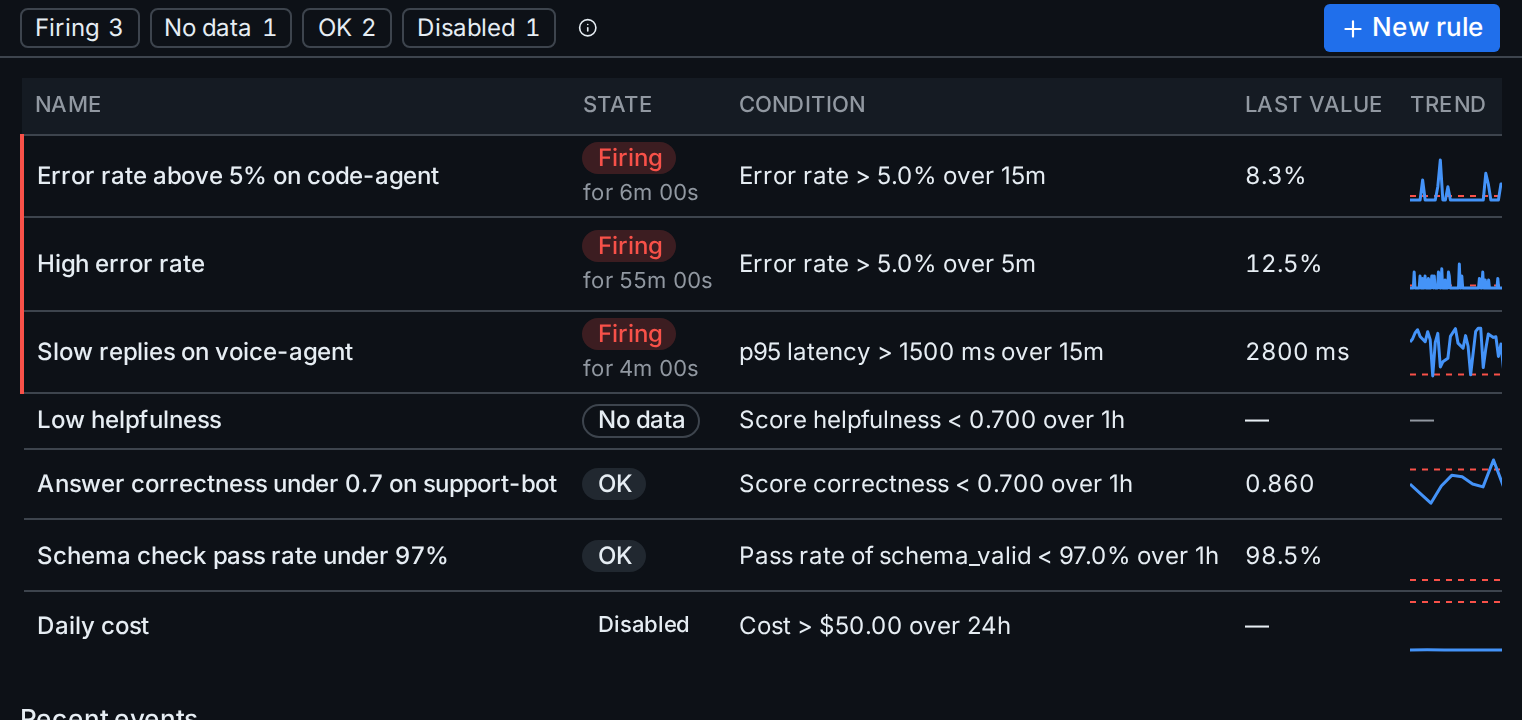 Firing 3 No data 1 OK 2 Disabled 1 + New rule
NAME STATE CONDITION LAST VALUE TREND
Error rate above 5% on code-agent Firing for 6m 00s Error rate > 5.0% over 15m 8.3%
High error rate Firing for 55m 00s Error rate > 5.0% over 5m 12.5%
Slow replies on voice-agent Firing for 4m 00s p95 latency > 1500 ms over 15m 2800 ms
Low helpfulness No data Score helpfulness < 0.700 over 1h — —
Answer correctness under 0.7 on support-bot OK Score correctness < 0.700 over 1h 0.860
Schema check pass rate under 97% OK Pass rate of schema_valid < 97.0% over 1h 98.5%
Daily cost Disabled Cost > $50.00 over 24h —
Recent events